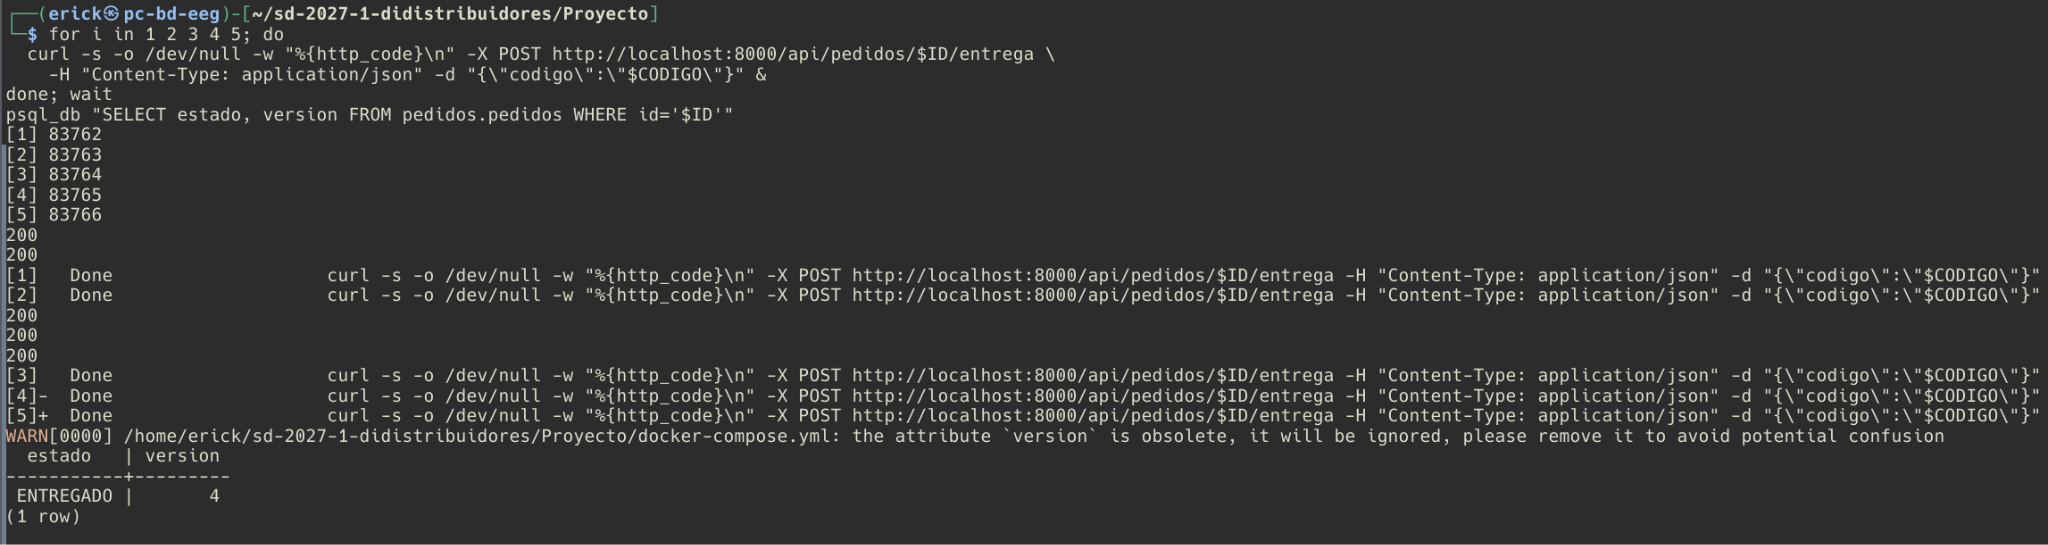 ┌──(erick㉿pc-bd-eeg)-[~/sd-2027-1-didistribuidores/Proyecto]
└─$ for i in 1 2 3 4 5; do
  curl -s -o /dev/null -w "%{http_code}\n" -X POST http://localhost:8000/api/pedidos/$ID/entrega \
    -H "Content-Type: application/json" -d "{\"codigo\":\"$CODIGO\"}" &
done; wait
psql_db "SELECT estado, version FROM pedidos.pedidos WHERE id='$ID'"
[1] 83762
[2] 83763
[3] 83764
[4] 83765
[5] 83766
200
200
[1]   Done                    curl -s -o /dev/null -w "%{http_code}\n" -X POST http://localhost:8000/api/pedidos/$ID/entrega -H "Content-Type: application/json" -d "{\"codigo\":\"$CODIGO\"}"
[2]   Done                    curl -s -o /dev/null -w "%{http_code}\n" -X POST http://localhost:8000/api/pedidos/$ID/entrega -H "Content-Type: application/json" -d "{\"codigo\":\"$CODIGO\"}"
200
200
200
[3]   Done                    curl -s -o /dev/null -w "%{http_code}\n" -X POST http://localhost:8000/api/pedidos/$ID/entrega -H "Content-Type: application/json" -d "{\"codigo\":\"$CODIGO\"}"
[4]-  Done                    curl -s -o /dev/null -w "%{http_code}\n" -X POST http://localhost:8000/api/pedidos/$ID/entrega -H "Content-Type: application/json" -d "{\"codigo\":\"$CODIGO\"}"
[5]+  Done                    curl -s -o /dev/null -w "%{http_code}\n" -X POST http://localhost:8000/api/pedidos/$ID/entrega -H "Content-Type: application/json" -d "{\"codigo\":\"$CODIGO\"}"
WARN[0000] /home/erick/sd-2027-1-didistribuidores/Proyecto/docker-compose.yml: the attribute `version` is obsolete, it will be ignored, please remove it to avoid potential confusion
  estado   | version
-----------+---------
 ENTREGADO |       4
(1 row)